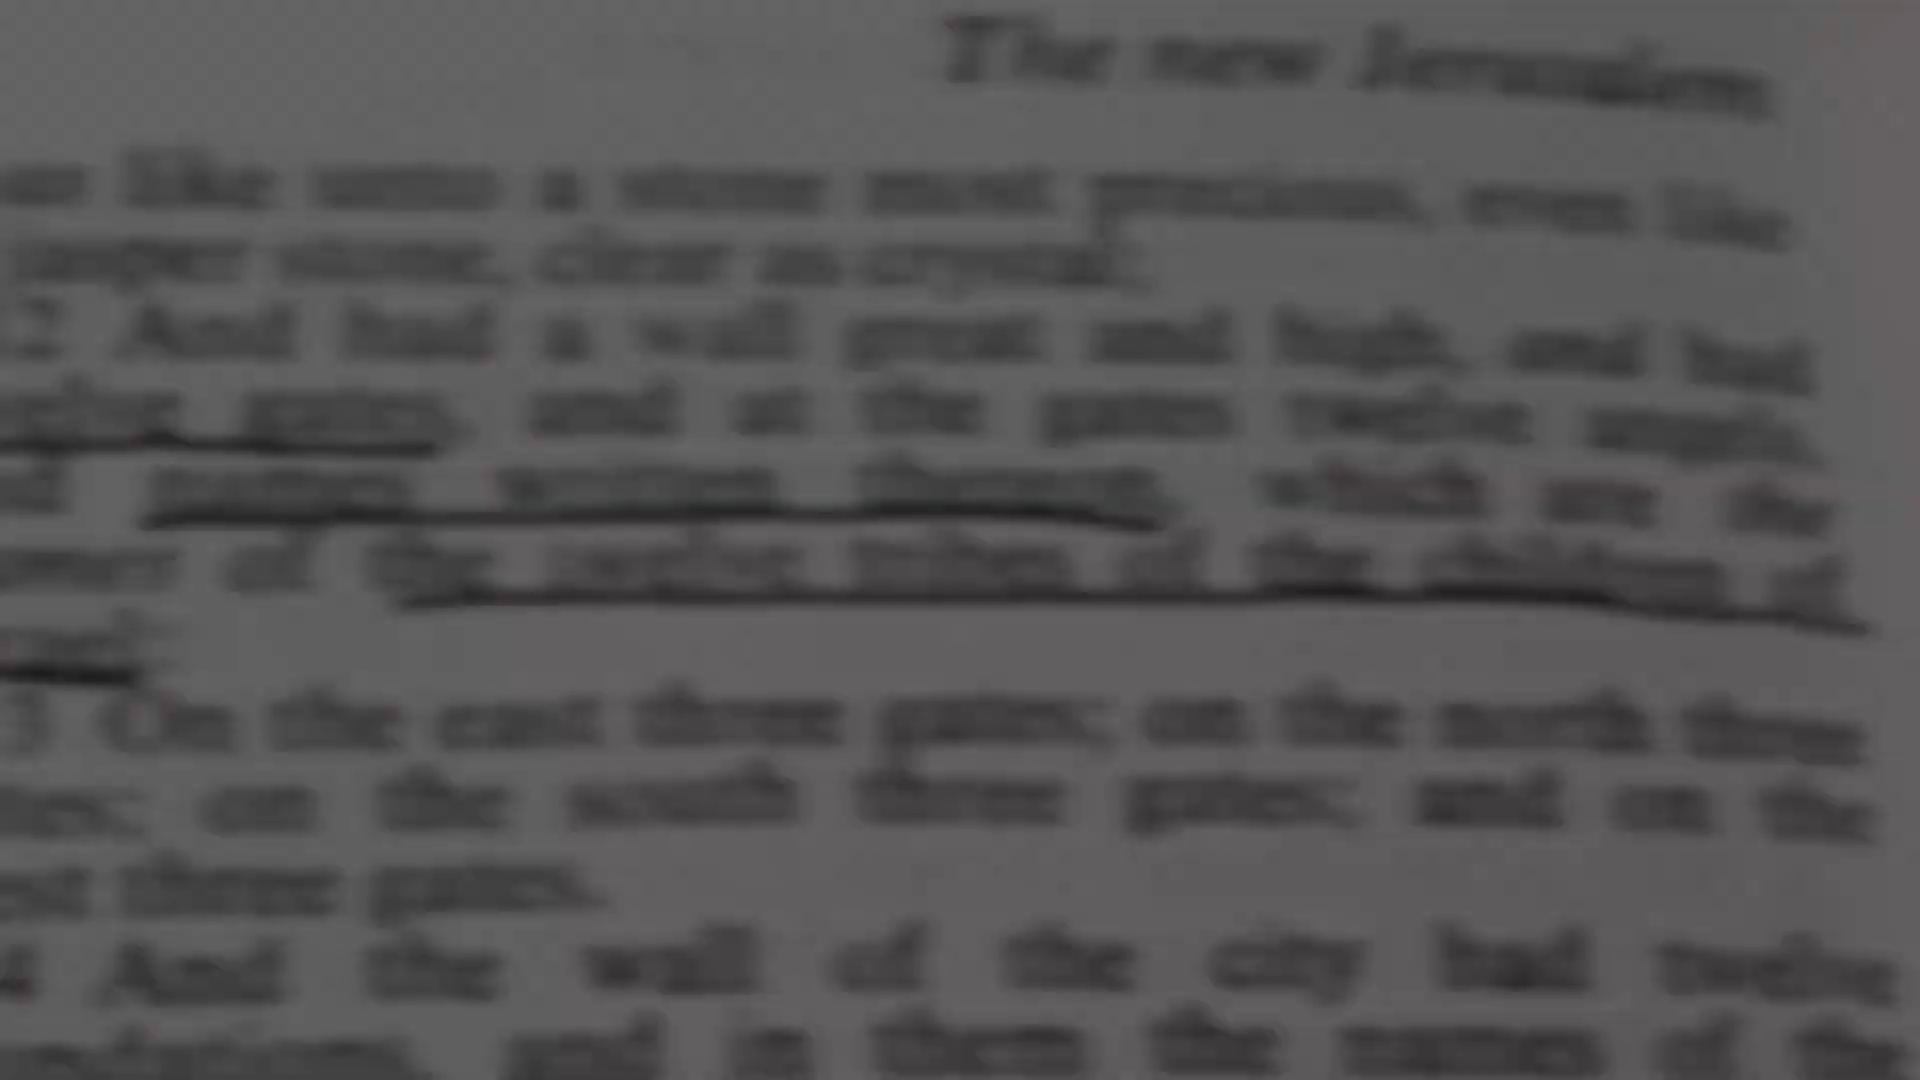 The new Jerusalem
like unto a stone most precious, even like
jasper stone, clear as crystal;
2 And had a wall great and high, and had
gates, and at the gates twelve angels,
names written thereon, which are the
of the twelve tribes of the children of
3 On the east three gates; on the north three
on the south three gates; and on the
three gates.
4 And the wall of the city had twelve
and in them the names of the